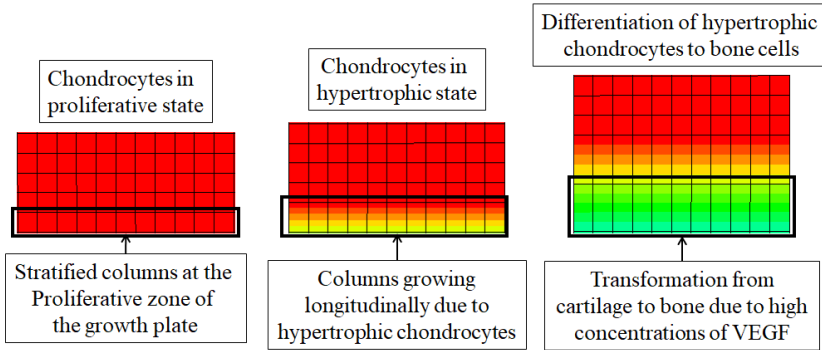 Chondrocytes in
proliferative state
Chondrocytes in
hypertrophic state
Differentiation of hypertrophic
chondrocytes to bone cells
Stratified columns at the
Proliferative zone of
the growth plate
Columns growing
longitudinally due to
hypertrophic chondrocytes
Transformation from
cartilage to bone due to high
concentrations of VEGF